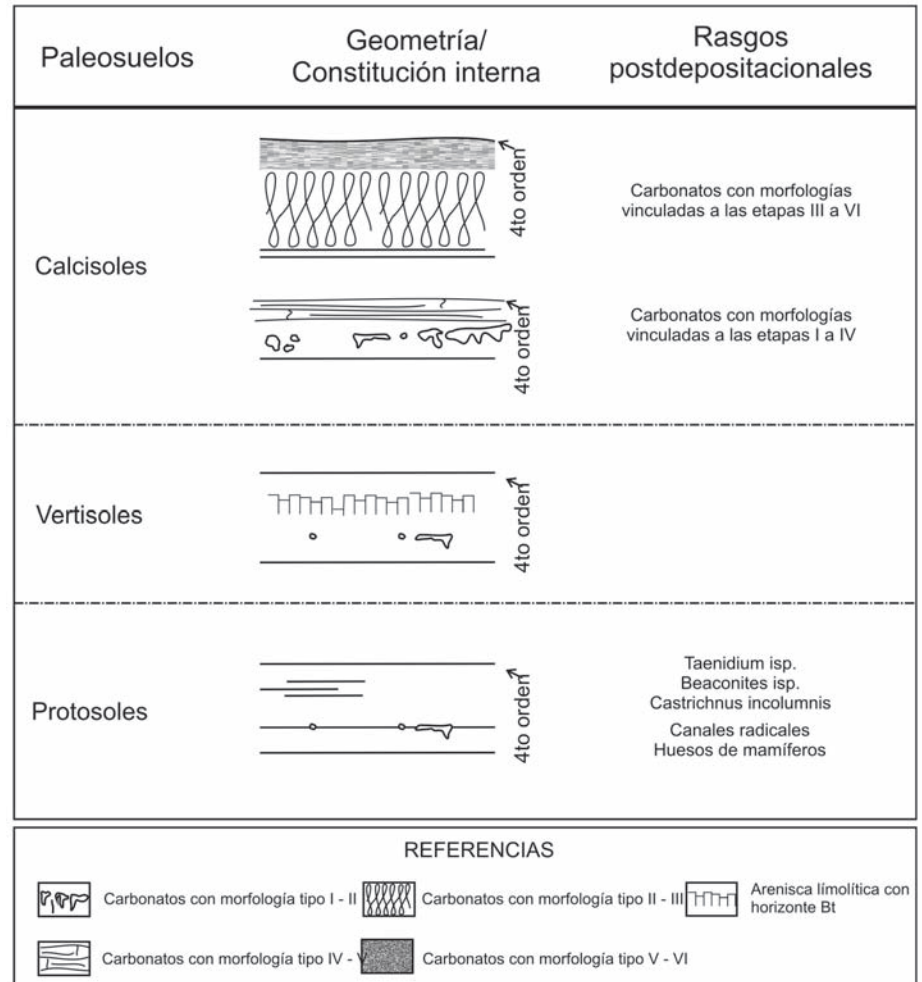 Paleosuelos
Geometría/
Constitución interna
Rasgos
postdepositacionales
Calcisoles
4to orden
Carbonatos con morfologías
vinculadas a las etapas III a VI
4to orden
Carbonatos con morfologías
vinculadas a las etapas I a IV
Vertisoles
4to orden
Protosoles
4to orden
Taenidium isp.
Beaconites isp.
Castrichnus incolumnis
Canales radicales
Huesos de mamíferos
REFERENCIAS
Carbonatos con morfología tipo I - II
Carbonatos con morfología tipo II - III
Arenisca límolítica con
horizonte Bt
Carbonatos con morfología tipo IV - V
Carbonatos con morfología tipo V - VI